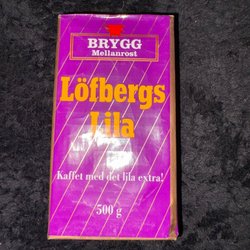 BRYGG
Mellanrost
Löfbergs
Lila
Kaffet med det lila extra!
500 g